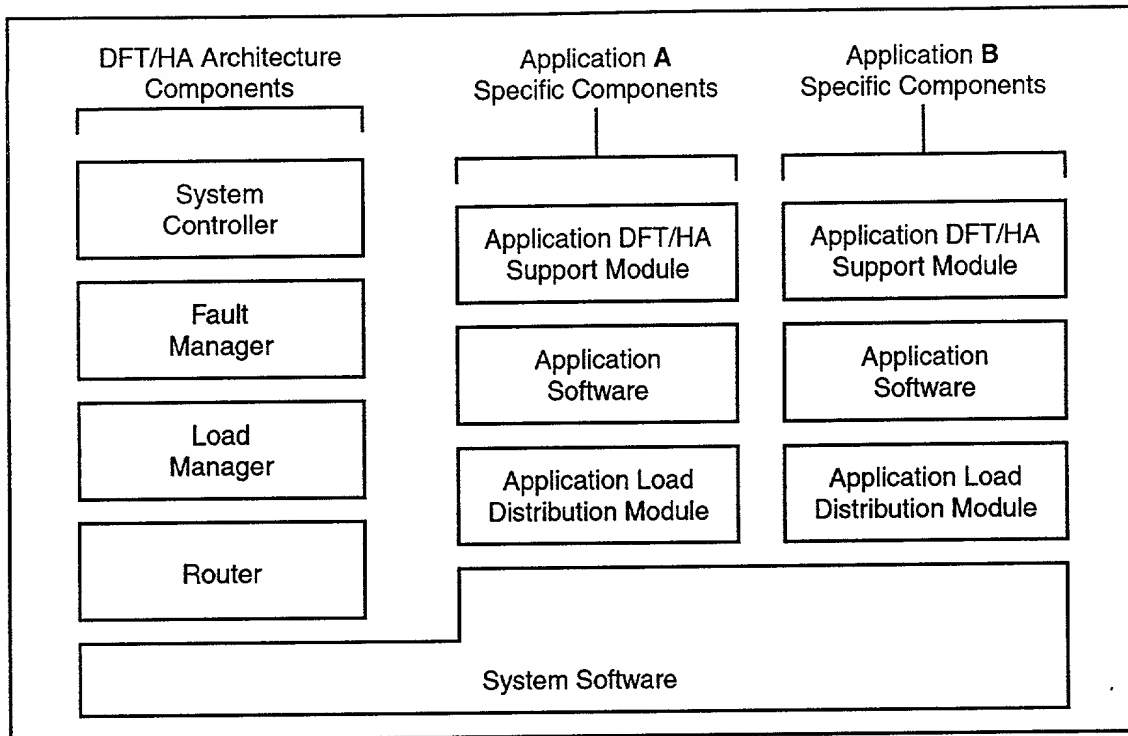 DFT/HA Architecture
Components
System
Controller
Fault
Manager
Load
Manager
Router
Application A
Specific Components
Application DFT/HA
Support Module
Application
Software
Application Load
Distribution Module
Application B
Specific Components
Application DFT/HA
Support Module
Application
Software
Application Load
Distribution Module
System Software